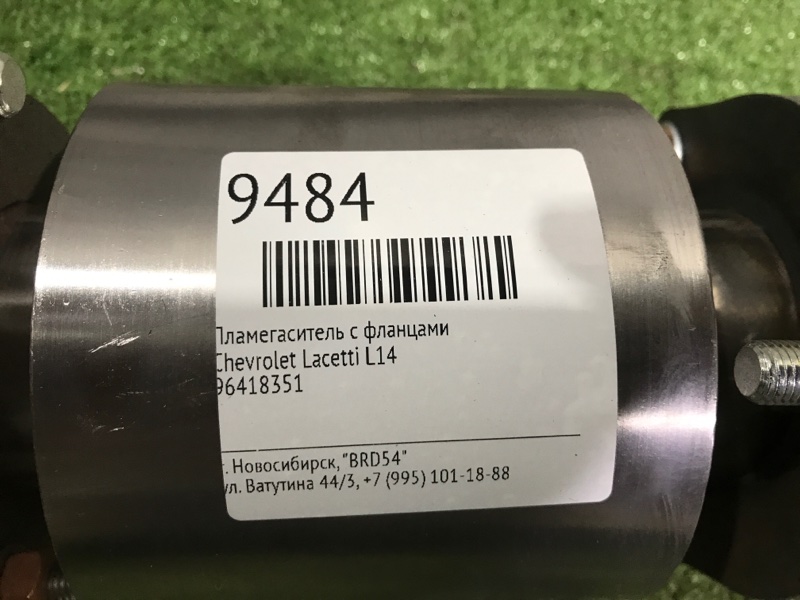 9484
Пламегаситель с фланцами
Chevrolet Lacetti L14
96418351
г. Новосибирск, "BRD54"
ул. Ватутина 44/3, +7 (995) 101-18-88